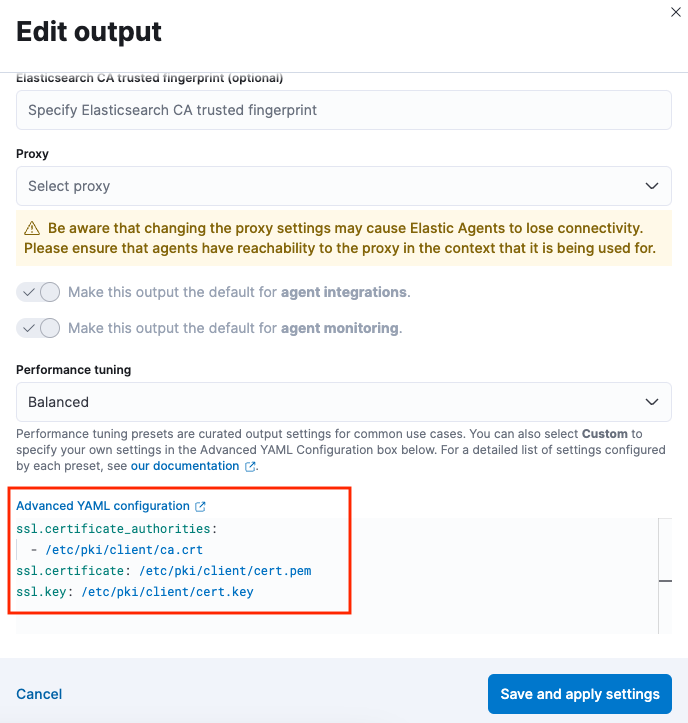 Edit output
Elasticsearch CA trusted fingerprint (optional)
Specify Elasticsearch CA trusted fingerprint
Proxy
Select proxy
Be aware that changing the proxy settings may cause Elastic Agents to lose connectivity.
Please ensure that agents have reachability to the proxy in the context that it is being used for.
Make this output the default for agent integrations.
Make this output the default for agent monitoring.
Performance tuning
Balanced
Performance tuning presets are curated output settings for common use cases. You can also select Custom to
specify your own settings in the Advanced YAML Configuration box below. For a detailed list of settings configured
by each preset, see our documentation.
Advanced YAML configuration
ssl.certificate_authorities:
- /etc/pki/client/ca.crt
ssl.certificate: /etc/pki/client/cert.pem
ssl.key: /etc/pki/client/cert.key
Cancel
Save and apply settings